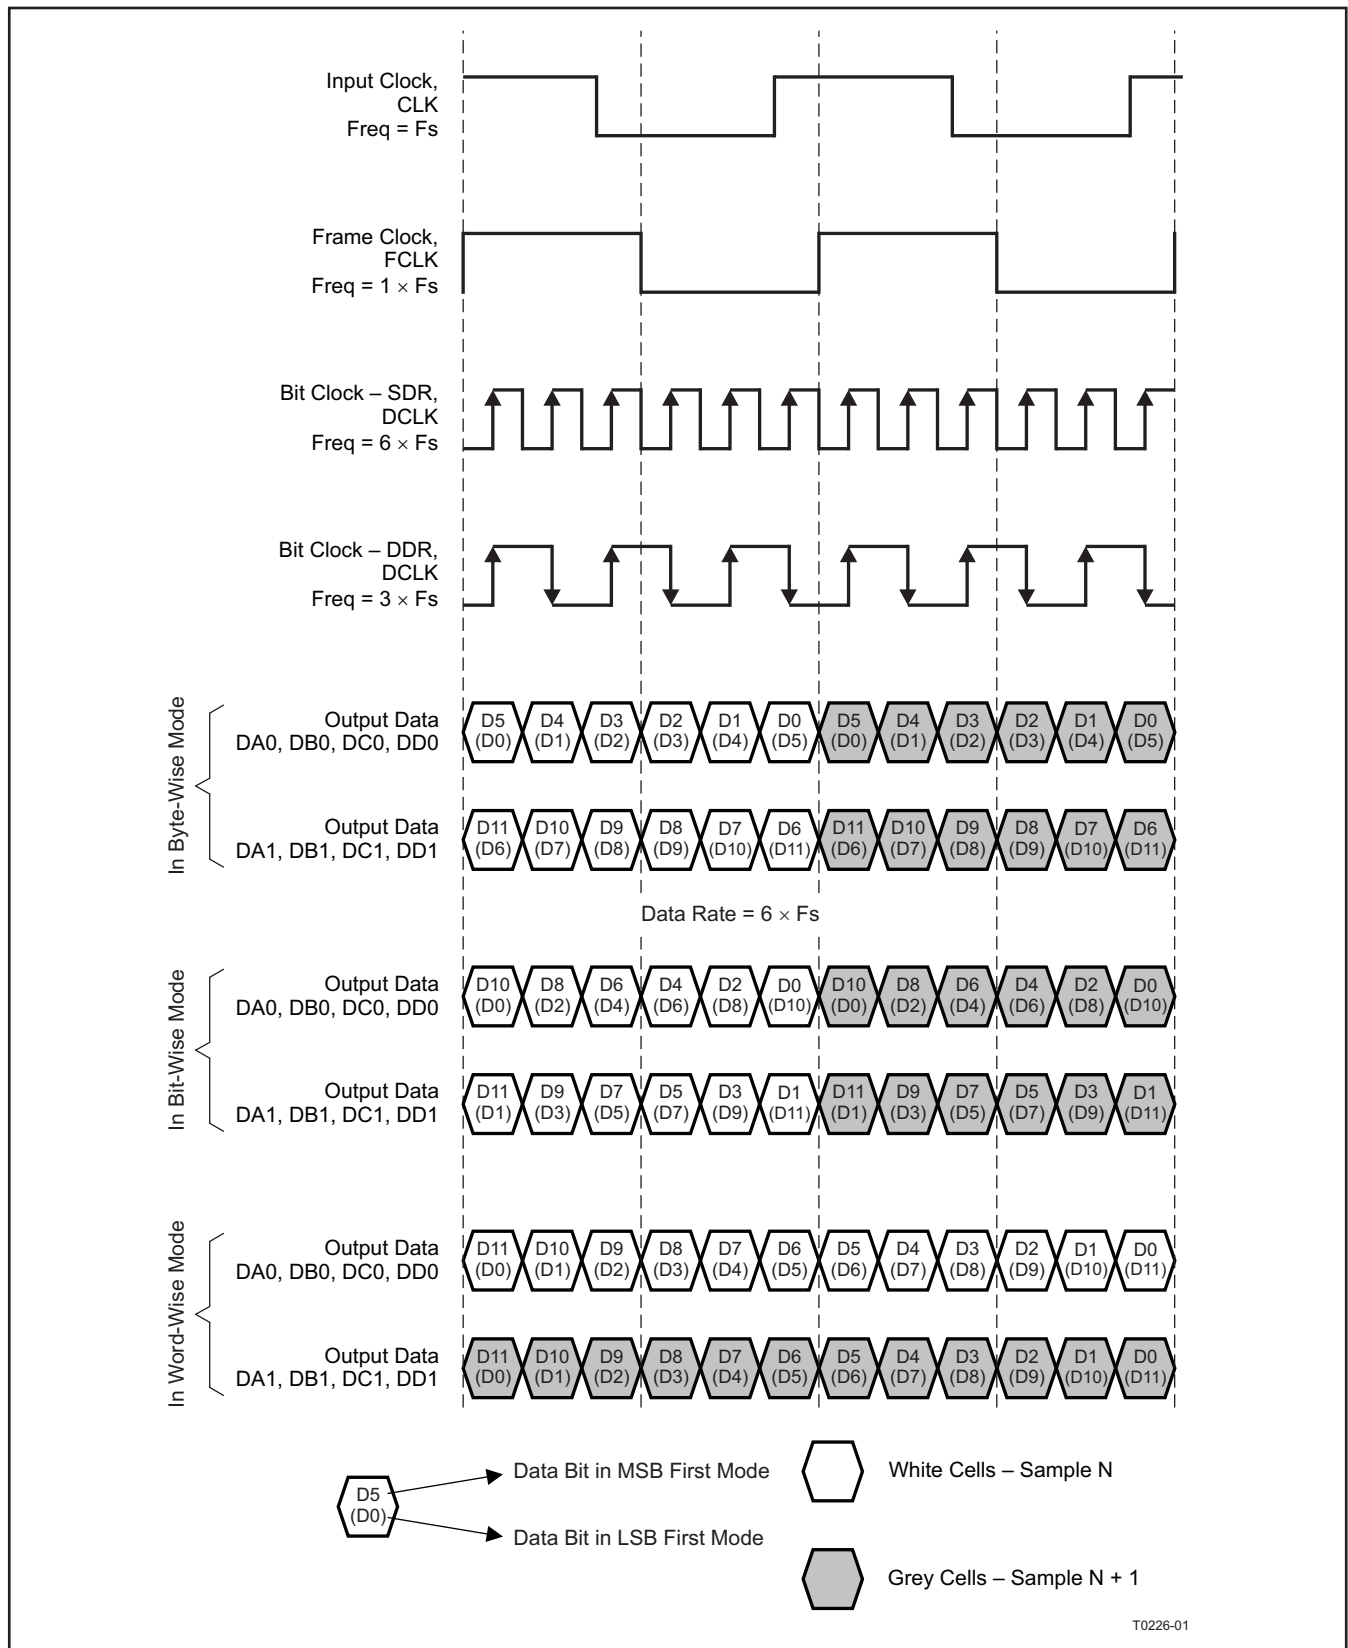 Input Clock,
CLK
Freq = Fs
Frame Clock,
FCLK
Freq = 1 × Fs
Bit Clock – SDR,
DCLK
Freq = 6 × Fs
Bit Clock – DDR,
DCLK
Freq = 3 × Fs
In Byte-Wise Mode
Output Data
DA0, DB0, DC0, DD0
D5 D4 D3 D2 D1 D0 D5 D4 D3 D2 D1 D0
(D0) (D1) (D2) (D3) (D4) (D5) (D0) (D1) (D2) (D3) (D4) (D5)
Output Data
DA1, DB1, DC1, DD1
D11 D10 D9 D8 D7 D6 D11 D10 D9 D8 D7 D6
(D6) (D7) (D8) (D9) (D10) (D11) (D6) (D7) (D8) (D9) (D10) (D11)
Data Rate = 6 × Fs
In Bit-Wise Mode
Output Data
DA0, DB0, DC0, DD0
D10 D8 D6 D4 D2 D0 D10 D8 D6 D4 D2 D0
(D0) (D2) (D4) (D6) (D8) (D10) (D0) (D2) (D4) (D6) (D8) (D10)
Output Data
DA1, DB1, DC1, DD1
D11 D9 D7 D5 D3 D1 D11 D9 D7 D5 D3 D1
(D1) (D3) (D5) (D7) (D9) (D11) (D1) (D3) (D5) (D7) (D9) (D11)
In Word-Wise Mode
Output Data
DA0, DB0, DC0, DD0
D11 D10 D9 D8 D7 D6 D5 D4 D3 D2 D1 D0
(D0) (D1) (D2) (D3) (D4) (D5) (D6) (D7) (D8) (D9) (D10) (D11)
Output Data
DA1, DB1, DC1, DD1
D11 D10 D9 D8 D7 D6 D5 D4 D3 D2 D1 D0
(D0) (D1) (D2) (D3) (D4) (D5) (D6) (D7) (D8) (D9) (D10) (D11)
D5
(D0)
Data Bit in MSB First Mode
Data Bit in LSB First Mode
White Cells – Sample N
Grey Cells – Sample N + 1
T0226-01